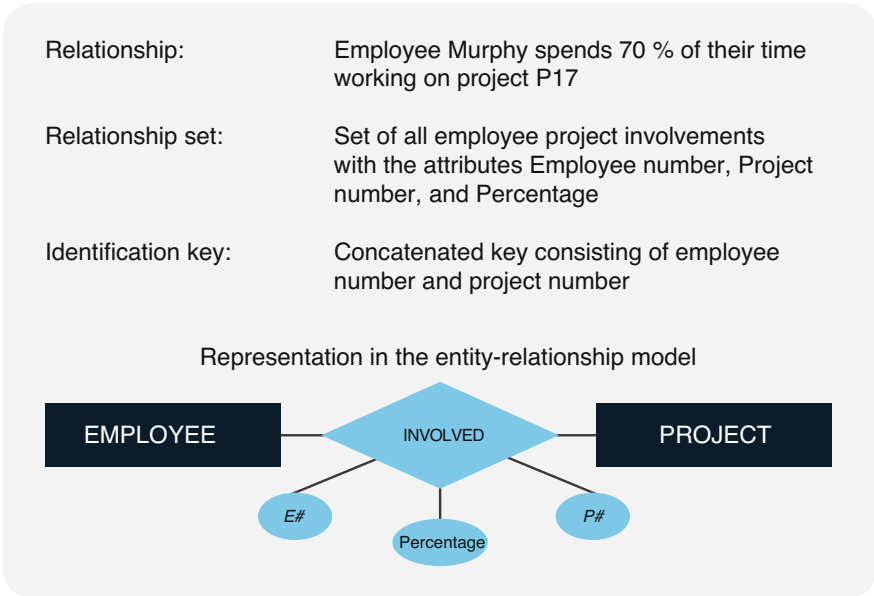 Relationship: Employee Murphy spends 70 % of their time
working on project P17
Relationship set: Set of all employee project involvements
with the attributes Employee number, Project
number, and Percentage
Identification key: Concatenated key consisting of employee
number and project number
Representation in the entity-relationship model
EMPLOYEE INVOLVED PROJECT
E# P#
Percentage